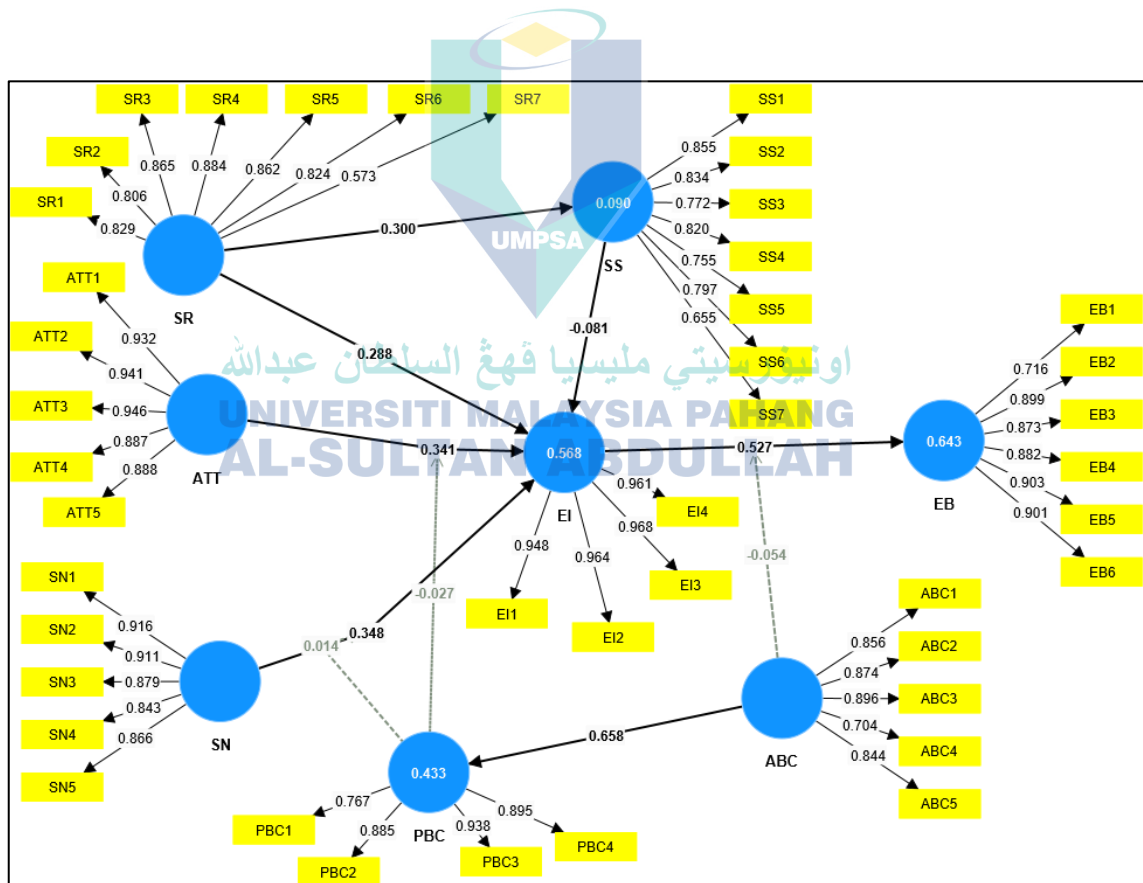 SR3
SR4
SR5
SR6
SR7
SS1
SR2
SS2
SR1
SS3
SS4
SS5
SS6
SS7
0.865
0.884
0.862
0.824
0.573
0.806
0.829
0.855
0.834
0.772
0.820
0.755
0.797
0.655
0.090
0.300
UMPSA
SS
SR
-0.081
0.288
ATT1
ATT2
ATT3
ATT4
ATT5
0.932
0.941
0.946
0.887
0.888
ATT
0.341
اونيۏرسيتي مليسيا ڤهڠ السلطان عبدالله
UNIVERSITI MALAYSIA PAHANG
AL-SULTAN ABDULLAH
0.568
EI
0.527
0.643
EB
EB1
EB2
EB3
EB4
EB5
EB6
0.716
0.899
0.873
0.882
0.903
0.901
0.961
0.968
0.964
0.948
EI4
EI3
EI2
EI1
-0.054
-0.027
0.348
0.014
SN1
SN2
SN3
SN4
SN5
0.916
0.911
0.879
0.843
0.866
SN
ABC1
ABC2
ABC3
ABC4
ABC5
0.856
0.874
0.896
0.704
0.844
ABC
0.658
0.433
PBC
0.767
0.885
0.938
0.895
PBC1
PBC2
PBC3
PBC4